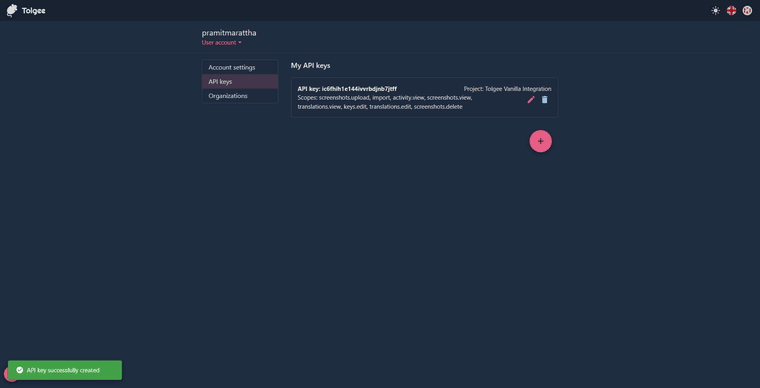 Tolgee
pramitmarattha
User account
Account settings
API keys
Organizations
My API keys
API key: ic6fhih1e144ivvrbdjnb7jtff
Project: Tolgee Vanilla Integration
Scopes: screenshots.upload, import, activity.view, screenshots.view,
translations.view, keys.edit, translations.edit, screenshots.delete
API key successfully created